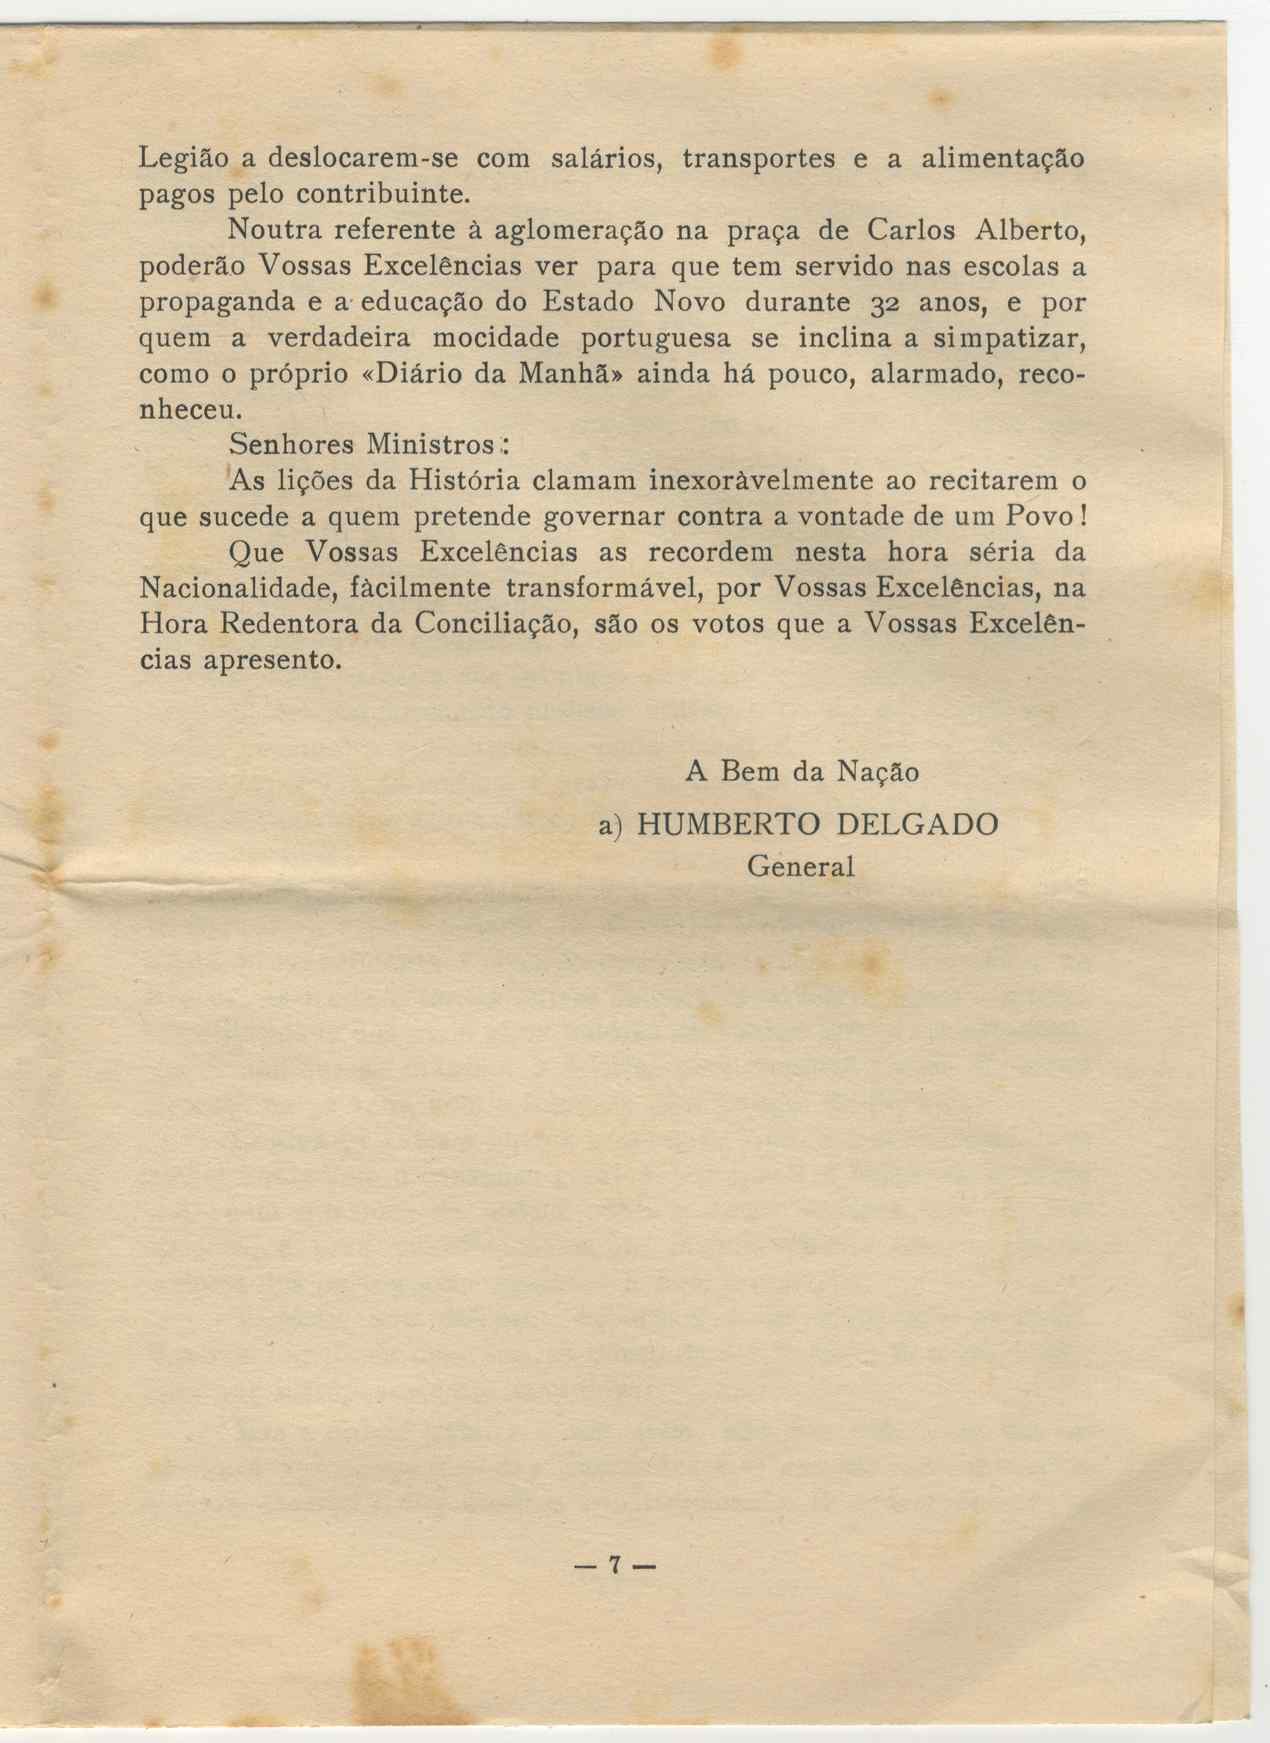 Legião a deslocarem-se com salários, transportes e a alimentação
pagos pelo contribuinte.
Noutra referente à aglomeração na praça de Carlos Alberto,
poderão Vossas Excelências ver para que tem servido nas escolas a
propaganda e a educação do Estado Novo durante 32 anos, e por
quem a verdadeira mocidade portuguesa se inclina a simpatizar,
como o próprio «Diário da Manhã» ainda há pouco, alarmado, reco-
nheceu.
Senhores Ministros:
As lições da História clamam inexoràvelmente ao recitarem o
que sucede a quem pretende governar contra a vontade de um Povo!
Que Vossas Excelências as recordem nesta hora séria da
Nacionalidade, fàcilmente transformável, por Vossas Excelências, na
Hora Redentora da Conciliação, são os votos que a Vossas Excelên-
cias apresento.
A Bem da Nação
a) HUMBERTO DELGADO
General
— 7 —